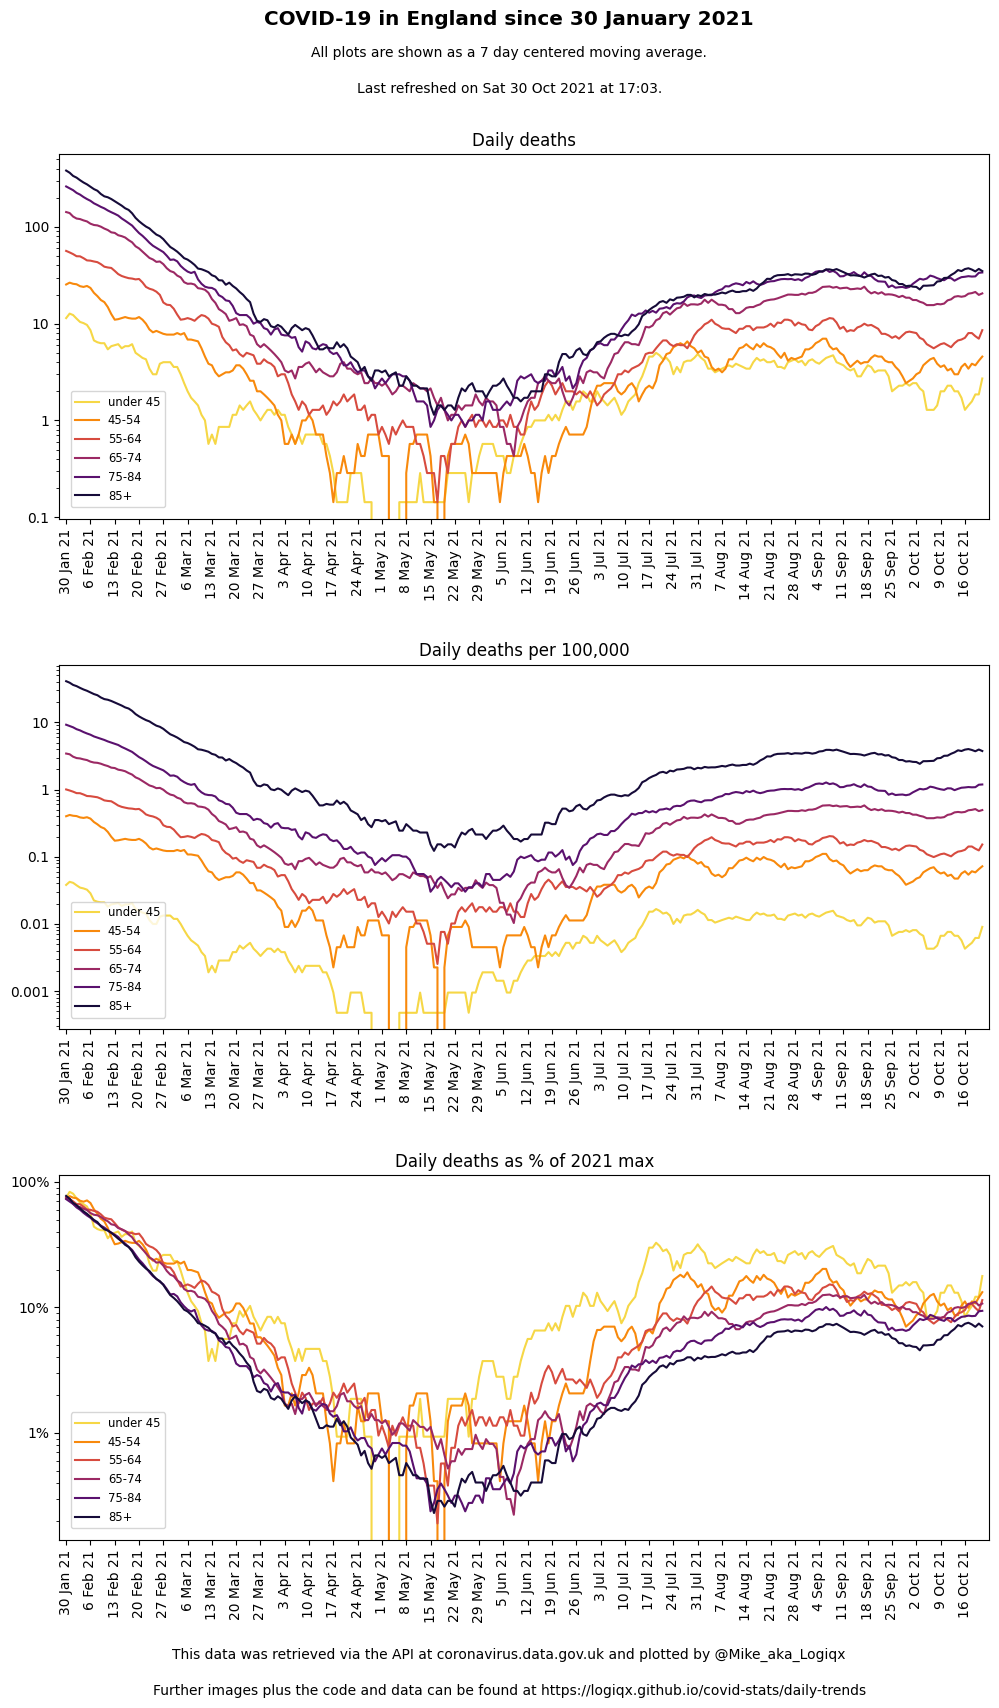 COVID-19 in England since 30 January 2021
All plots are shown as a 7 day centered moving average.
Last refreshed on Sat 30 Oct 2021 at 17:03.
Daily deaths
100
10
1
0.1
under 45
45-54
55-64
65-74
75-84
85+
30 Jan 21
6 Feb 21
13 Feb 21
20 Feb 21
27 Feb 21
6 Mar 21
13 Mar 21
20 Mar 21
27 Mar 21
3 Apr 21
10 Apr 21
17 Apr 21
24 Apr 21
1 May 21
8 May 21
15 May 21
22 May 21
29 May 21
5 Jun 21
12 Jun 21
19 Jun 21
26 Jun 21
3 Jul 21
10 Jul 21
17 Jul 21
24 Jul 21
31 Jul 21
7 Aug 21
14 Aug 21
21 Aug 21
28 Aug 21
4 Sep 21
11 Sep 21
18 Sep 21
25 Sep 21
2 Oct 21
9 Oct 21
16 Oct 21
Daily deaths per 100,000
10
1
0.1
0.01
0.001
under 45
45-54
55-64
65-74
75-84
85+
30 Jan 21
6 Feb 21
13 Feb 21
20 Feb 21
27 Feb 21
6 Mar 21
13 Mar 21
20 Mar 21
27 Mar 21
3 Apr 21
10 Apr 21
17 Apr 21
24 Apr 21
1 May 21
8 May 21
15 May 21
22 May 21
29 May 21
5 Jun 21
12 Jun 21
19 Jun 21
26 Jun 21
3 Jul 21
10 Jul 21
17 Jul 21
24 Jul 21
31 Jul 21
7 Aug 21
14 Aug 21
21 Aug 21
28 Aug 21
4 Sep 21
11 Sep 21
18 Sep 21
25 Sep 21
2 Oct 21
9 Oct 21
16 Oct 21
Daily deaths as % of 2021 max
100%
10%
1%
under 45
45-54
55-64
65-74
75-84
85+
30 Jan 21
6 Feb 21
13 Feb 21
20 Feb 21
27 Feb 21
6 Mar 21
13 Mar 21
20 Mar 21
27 Mar 21
3 Apr 21
10 Apr 21
17 Apr 21
24 Apr 21
1 May 21
8 May 21
15 May 21
22 May 21
29 May 21
5 Jun 21
12 Jun 21
19 Jun 21
26 Jun 21
3 Jul 21
10 Jul 21
17 Jul 21
24 Jul 21
31 Jul 21
7 Aug 21
14 Aug 21
21 Aug 21
28 Aug 21
4 Sep 21
11 Sep 21
18 Sep 21
25 Sep 21
2 Oct 21
9 Oct 21
16 Oct 21
This data was retrieved via the API at coronavirus.data.gov.uk and plotted by @Mike_aka_Logiqx
Further images plus the code and data can be found at https://logiqx.github.io/covid-stats/daily-trends